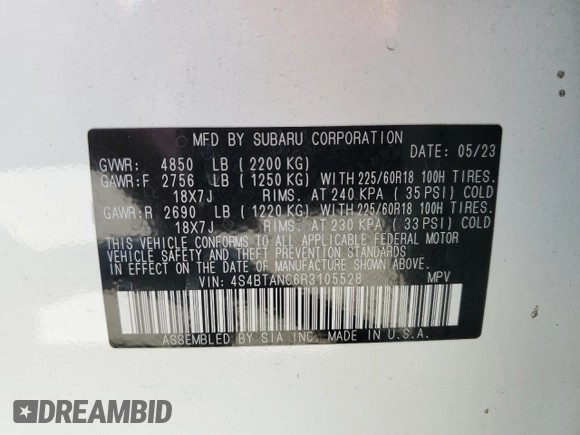 MFD BY SUBARU CORPORATION
DATE: 05/23
GVWR: 4850 LB (2200 KG)
GAWR:F 2756 LB (1250 KG) WITH 225/60R18 100H TIRES.
18X7J RIMS. AT 240 KPA (35 PSI) COLD
GAWR:R 2690 LB (1220 KG) WITH 225/60R18 100H TIRES.
18X7J RIMS. AT 230 KPA (33 PSI) COLD
THIS VEHICLE CONFORMS TO ALL APPLICABLE FEDERAL MOTOR
VEHICLE SAFETY AND THEFT PREVENTION STANDARDS
IN EFFECT ON THE DATE OF MANUFACTURE SHOWN ABOVE.
VIN: 4S4BTANC6R3105528 MPV
ASSEMBLED BY SIA INC. MADE IN U.S.A.
DREAMBID